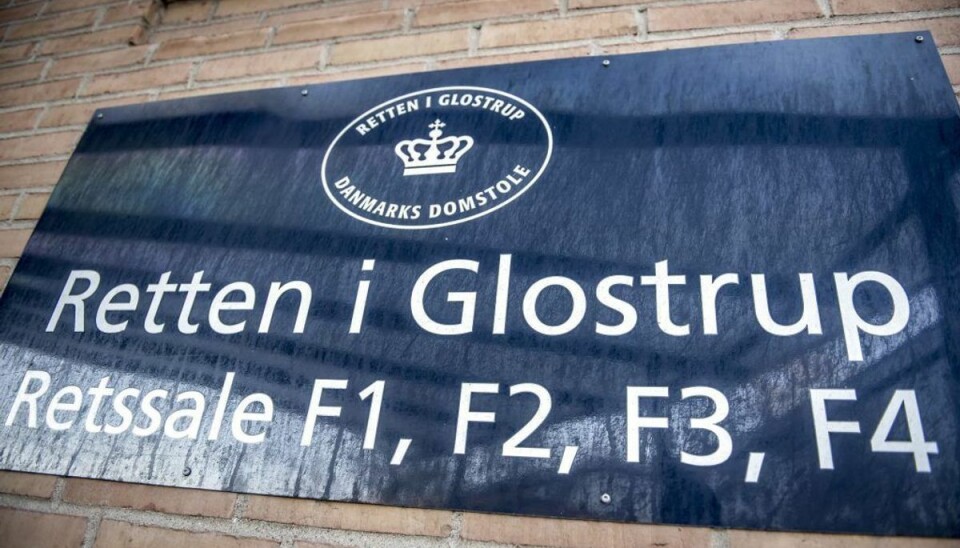 RETTEN I GLOSTRUP
DANMARKS DOMSTOLE
Retten i Glostrup
Retssale F1, F2, F3, F4